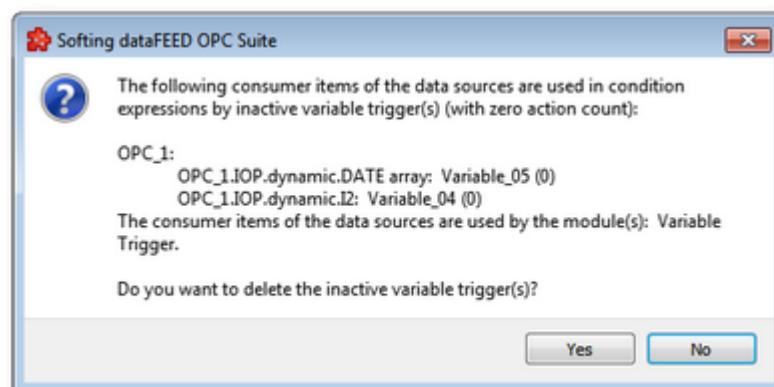 Softing dataFEED OPC Suite
The following consumer items of the data sources are used in condition
expressions by inactive variable trigger(s) (with zero action count):
OPC_1:
OPC_1.IOP.dynamic.DATE array:  Variable_05 (0)
OPC_1.IOP.dynamic.I2:  Variable_04 (0)
The consumer items of the data sources are used by the module(s):  Variable
Trigger.
Do you want to delete the inactive variable trigger(s)?
Yes
No